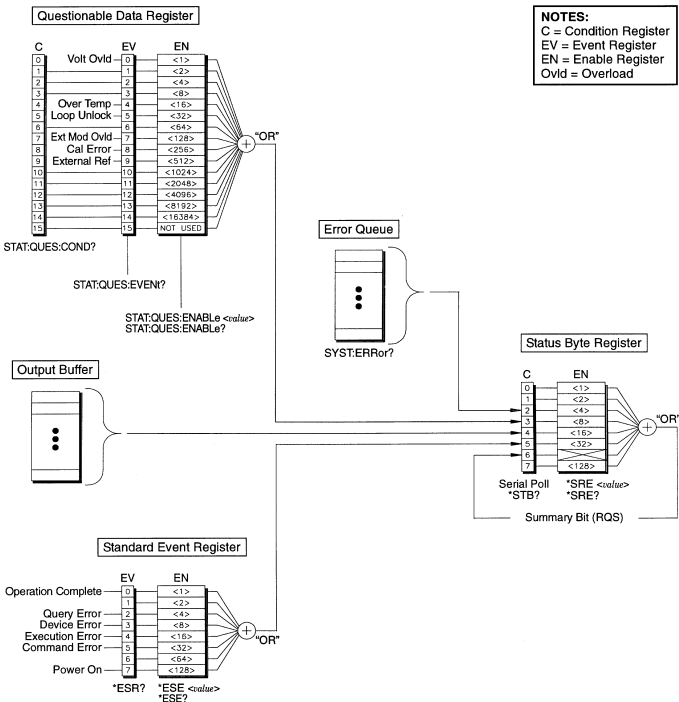 Questionable Data Register
NOTES:
C = Condition Register
EV = Event Register
EN = Enable Register
Ovld = Overload
C EV EN
0 Volt Ovld 0 <1>
1 1 <2>
2 2 <4>
3 3 <8>
4 Over Temp 4 <16>
5 Loop Unlock 5 <32>
6 6 <64>
7 Ext Mod Ovld 7 <128>
8 Cal Error 8 <256>
9 External Ref 9 <512>
10 10 <1024>
11 11 <2048>
12 12 <4096>
13 13 <8192>
14 14 <16384>
15 15 NOT USED
+ "OR"
STAT:QUES:COND?
STAT:QUES:EVENt?
STAT:QUES:ENABLe <value>
STAT:QUES:ENABLe?
Error Queue
SYST:ERRor?
Output Buffer
Status Byte Register
C EN
0 <1>
1 <2>
2 <4>
3 <8>
4 <16>
5 <32>
6
7 <128>
+ "OR"
Serial Poll
*STB?
*SRE <value>
*SRE?
Summary Bit (RQS)
Standard Event Register
EV EN
Operation Complete 0 <1>
1 <2>
Query Error 2 <4>
Device Error 3 <8>
Execution Error 4 <16>
Command Error 5 <32>
6 <64>
Power On 7 <128>
+ "OR"
*ESR?
*ESE <value>
*ESE?